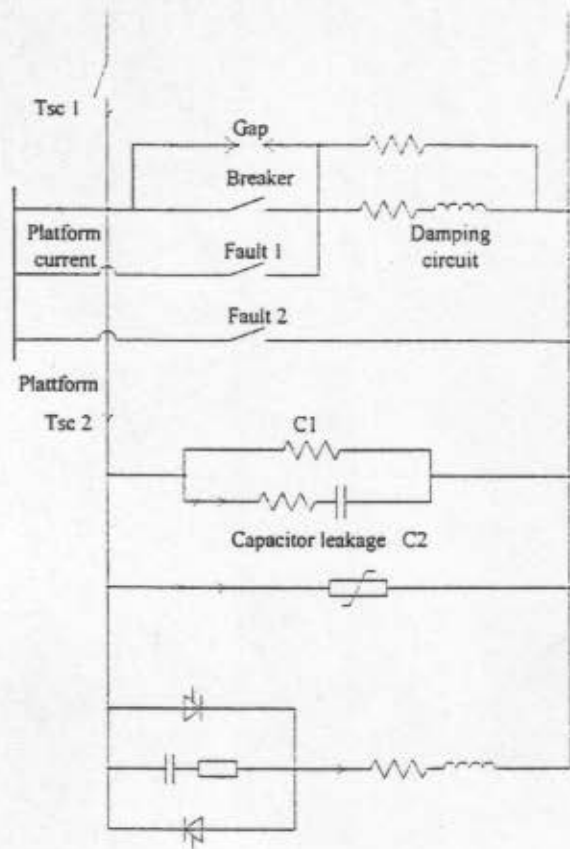 Tsc 1
Gap
Breaker
Platform
current
Damping
circuit
Fault 1
Fault 2
Plattform
Tsc 2
C1
Capacitor leakage C2